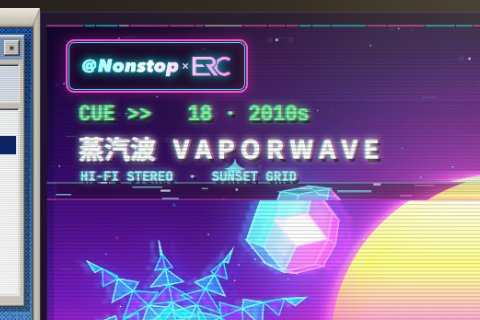 @Nonstop × ERC
CUE >> 18 · 2010s
蒸汽波 VAPORWAVE
HI-FI STEREO · SUNSET GRID